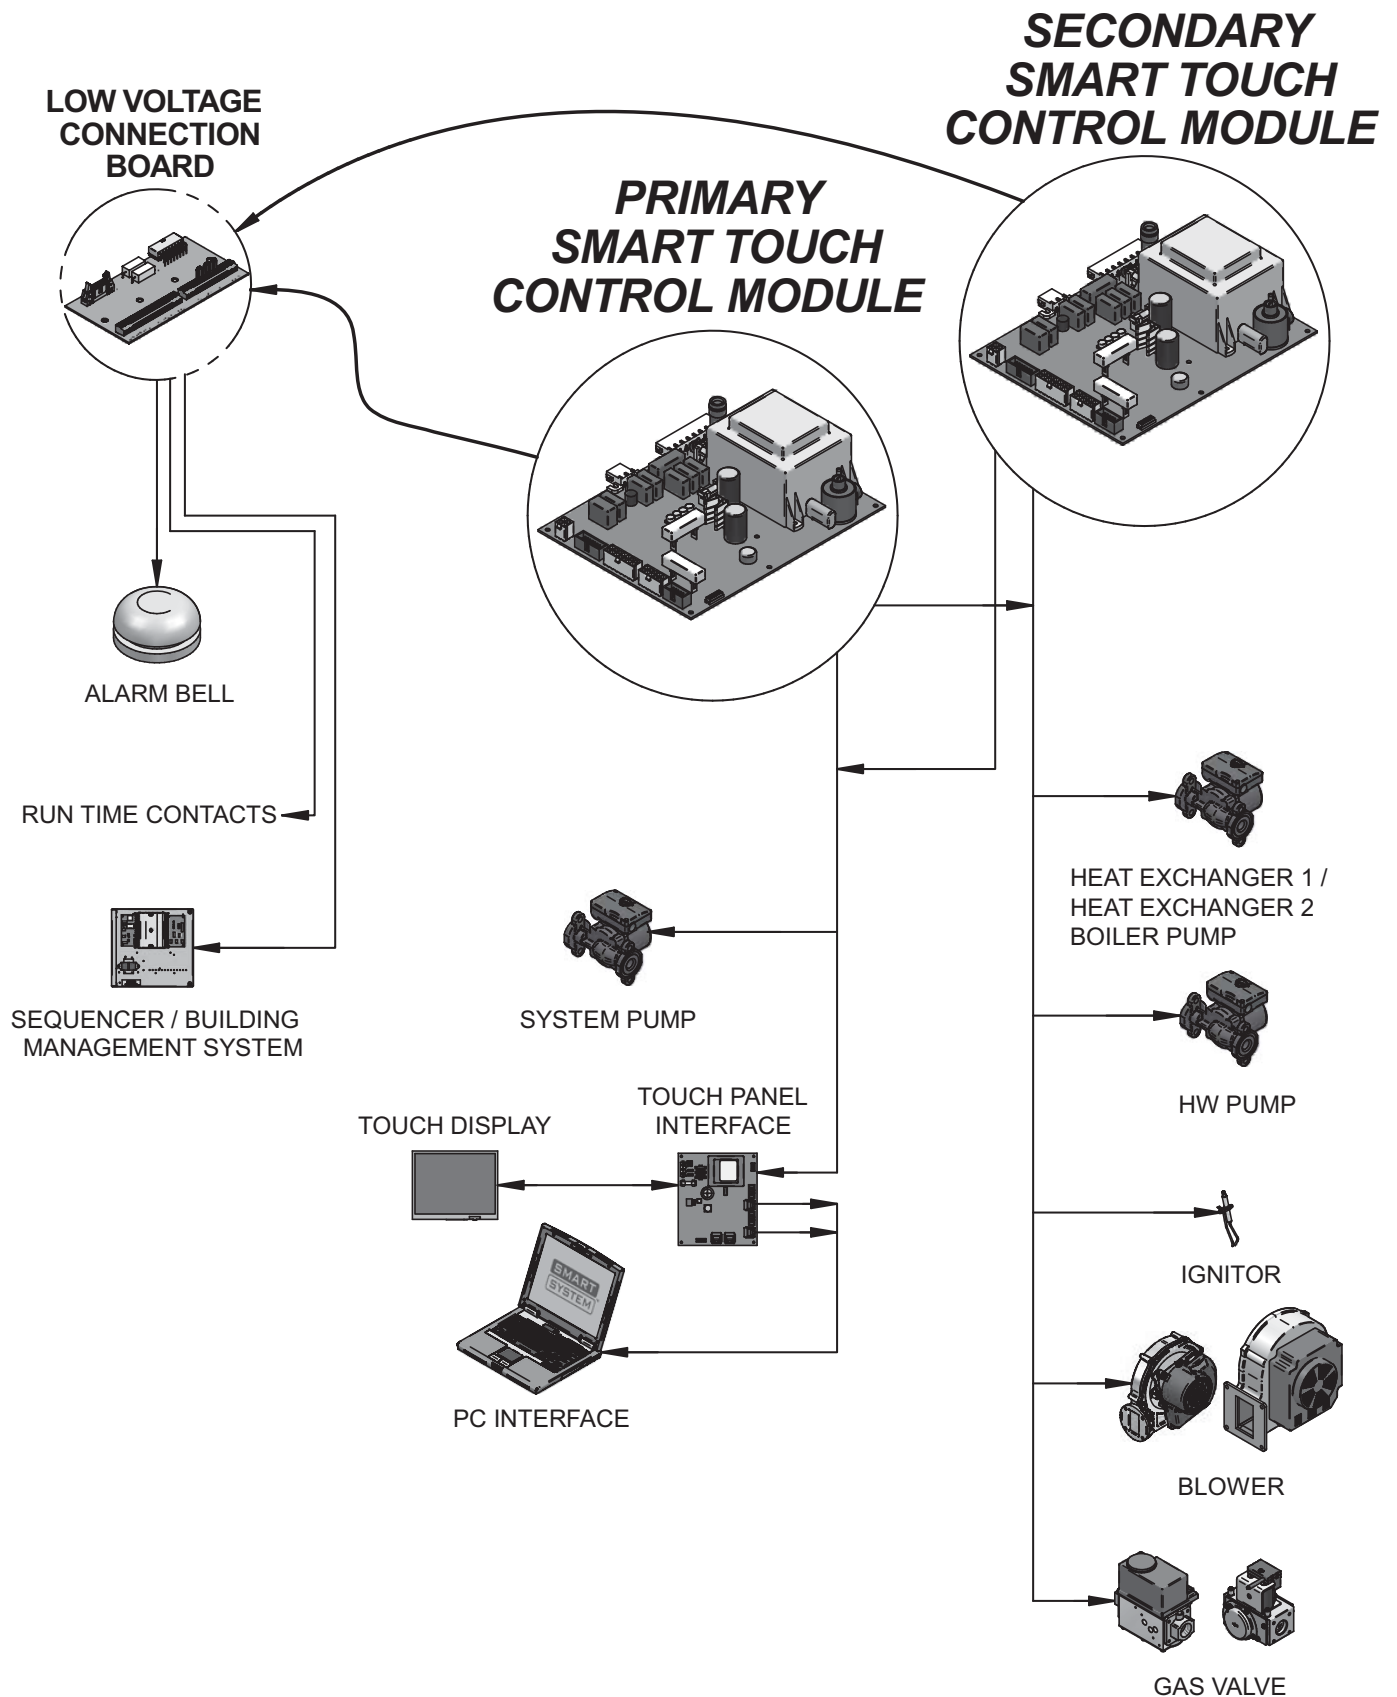 SECONDARY
SMART TOUCH
CONTROL MODULE
LOW VOLTAGE
CONNECTION
BOARD
PRIMARY
SMART TOUCH
CONTROL MODULE
ALARM BELL
RUN TIME CONTACTS
HEAT EXCHANGER 1 /
HEAT EXCHANGER 2
BOILER PUMP
SEQUENCER / BUILDING
MANAGEMENT SYSTEM
SYSTEM PUMP
HW PUMP
TOUCH DISPLAY
TOUCH PANEL
INTERFACE
SMART
SYSTEM
IGNITOR
PC INTERFACE
BLOWER
GAS VALVE